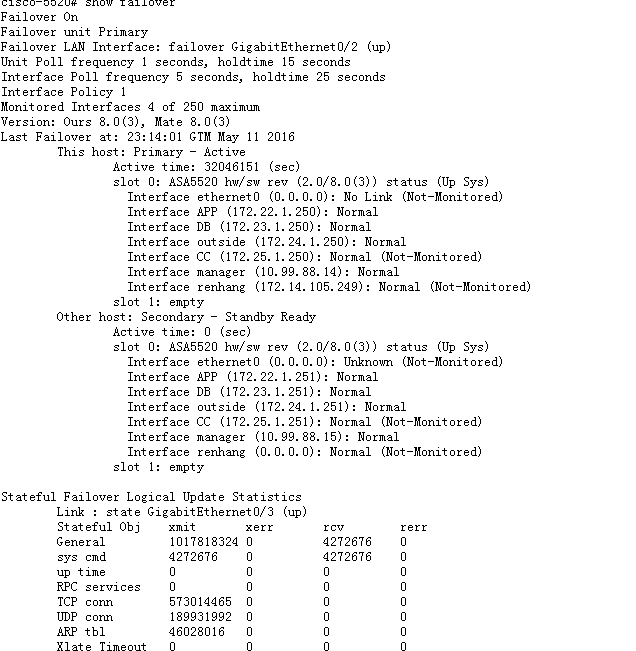 cisco-5520# show failover
Failover On
Failover unit Primary
Failover LAN Interface: failover GigabitEthernet0/2 (up)
Unit Poll frequency 1 seconds, holdtime 15 seconds
Interface Poll frequency 5 seconds, holdtime 25 seconds
Interface Policy 1
Monitored Interfaces 4 of 250 maximum
Version: Ours 8.0(3), Mate 8.0(3)
Last Failover at: 23:14:01 GTM May 11 2016
This host: Primary - Active
Active time: 32046151 (sec)
slot 0: ASA5520 hw/sw rev (2.0/8.0(3)) status (Up Sys)
Interface ethernet0 (0.0.0.0): No Link (Not-Monitored)
Interface APP (172.22.1.250): Normal
Interface DB (172.23.1.250): Normal
Interface outside (172.24.1.250): Normal
Interface CC (172.25.1.250): Normal (Not-Monitored)
Interface manager (10.99.88.14): Normal
Interface renhang (172.14.105.249): Normal (Not-Monitored)
slot 1: empty
Other host: Secondary - Standby Ready
Active time: 0 (sec)
slot 0: ASA5520 hw/sw rev (2.0/8.0(3)) status (Up Sys)
Interface ethernet0 (0.0.0.0): Unknown (Not-Monitored)
Interface APP (172.22.1.251): Normal
Interface DB (172.23.1.251): Normal
Interface outside (172.24.1.251): Normal
Interface CC (172.25.1.251): Normal (Not-Monitored)
Interface manager (10.99.88.15): Normal
Interface renhang (0.0.0.0): Normal (Not-Monitored)
slot 1: empty
Stateful Failover Logical Update Statistics
Link : state GigabitEthernet0/3 (up)
Stateful Obj xmit xerr rcv rerr
General 1017818324 0 4272676 0
sys cmd 4272676 0 4272676 0
up time 0 0 0 0
RPC services 0 0 0 0
TCP conn 573014465 0 0 0
UDP conn 189931992 0 0 0
ARP tbl 46028016 0 0 0
Xlate Timeout 0 0 0 0